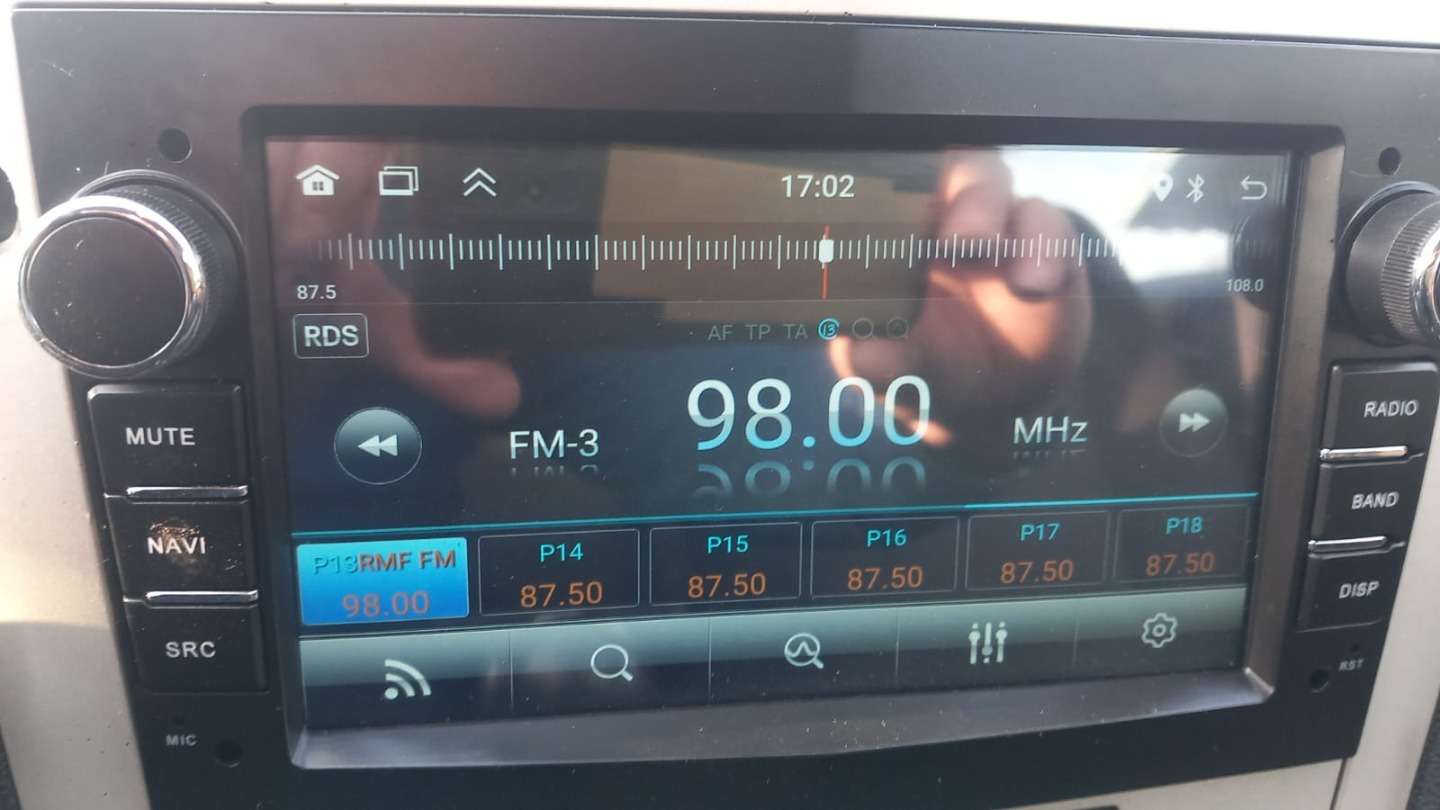 17:02
87.5
108.0
RDS
AF TP TA
MUTE
RADIO
FM-3
98.00
MHz
BAND
NAVI
P13RMF FM
98.00
P14
87.50
P15
87.50
P16
87.50
P17
87.50
P18
87.50
DISP
SRC
RST
MIC